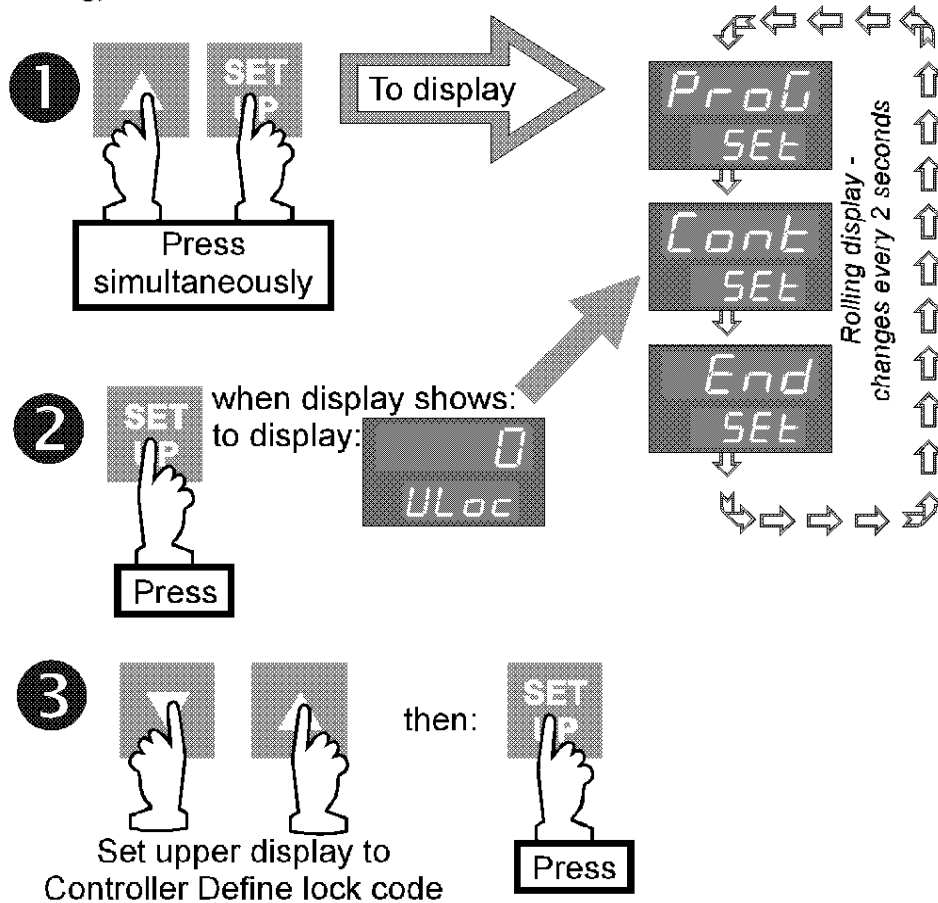 1
SET
UP
To display
Press
simultaneously
ProG
SEt
Cont
SEt
End
SEt
Rolling display -
changes every 2 seconds
2
SET
UP
when display shows:
to display:
0
ULoc
Press
3
then:
SET
UP
Set upper display to
Controller Define lock code
Press